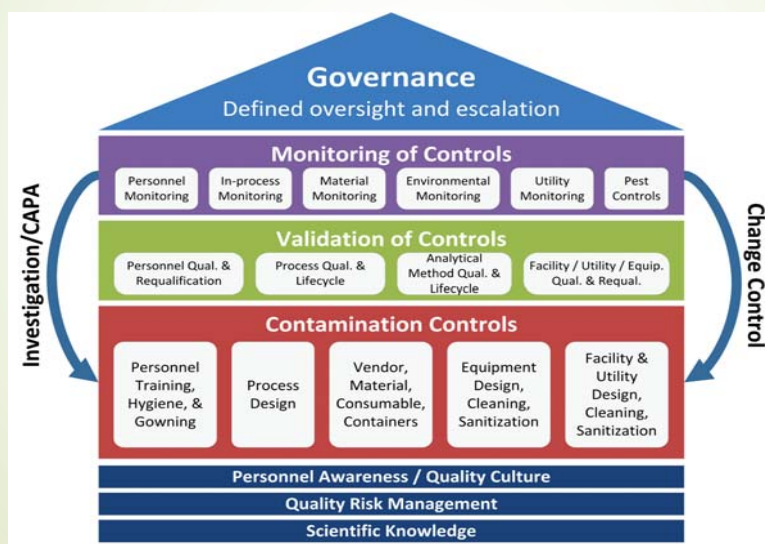 Governance
Defined oversight and escalation
Monitoring of Controls
Personnel
Monitoring
In-process
Monitoring
Material
Monitoring
Environmental
Monitoring
Utility
Monitoring
Pest
Controls
Validation of Controls
Personnel Qual. &
Requalification
Process Qual. &
Lifecycle
Analytical
Method Qual. &
Lifecycle
Facility / Utility / Equip.
Qual. & Requal.
Contamination Controls
Personnel
Training,
Hygiene, &
Gowning
Process
Design
Vendor,
Material,
Consumable,
Containers
Equipment
Design,
Cleaning,
Sanitization
Facility &
Utility
Design,
Cleaning,
Sanitization
Personnel Awareness / Quality Culture
Quality Risk Management
Scientific Knowledge
Investigation/CAPA
Change Control